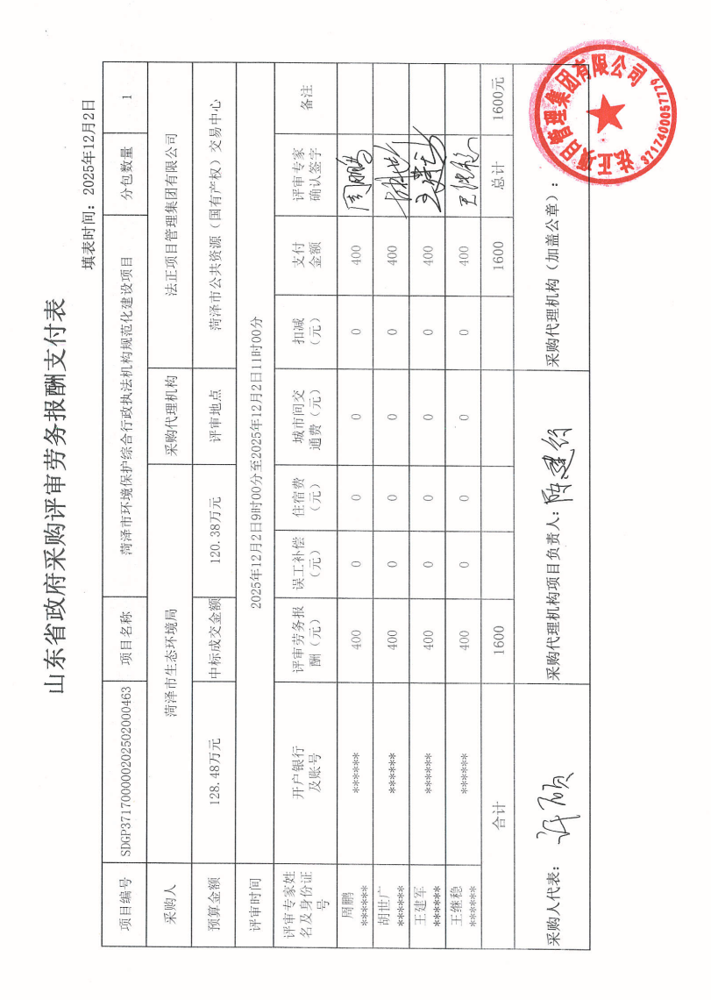 山东省政府采购评审劳务报酬支付表
填表时间：2025年12月2日
项目编号 SDGP371700000202502000463 项目名称 菏泽市环境保护综合行政执法机构规范化建设项目 分包数量 1
采购人 菏泽市生态环境局 采购代理机构 法正项目管理集团有限公司
预算金额 128.48万元 中标成交金额 120.38万元 评审地点 菏泽市公共资源（国有产权）交易中心
评审时间 2025年12月2日9时00分至2025年12月2日11时00分
评审专家姓名及身份证号 开户银行及账号 评审劳务报酬（元） 误工补偿（元） 住宿费（元） 城市间交通费（元） 扣减（元） 支付金额 评审专家确认签字 备注
周鹏 ****** ****** 400 0 0 0 0 400 周鹏
胡世广 ****** ****** 400 0 0 0 0 400 胡世广
王建军 ****** ****** 400 0 0 0 0 400 王建军
王继稳 ****** ****** 400 0 0 0 0 400 王继稳
合计 1600 1600 总计 1600元
采购人代表： 许硕 采购代理机构项目负责人： 采购代理机构（加盖公章）：
法正项目管理集团有限公司
3717400057779